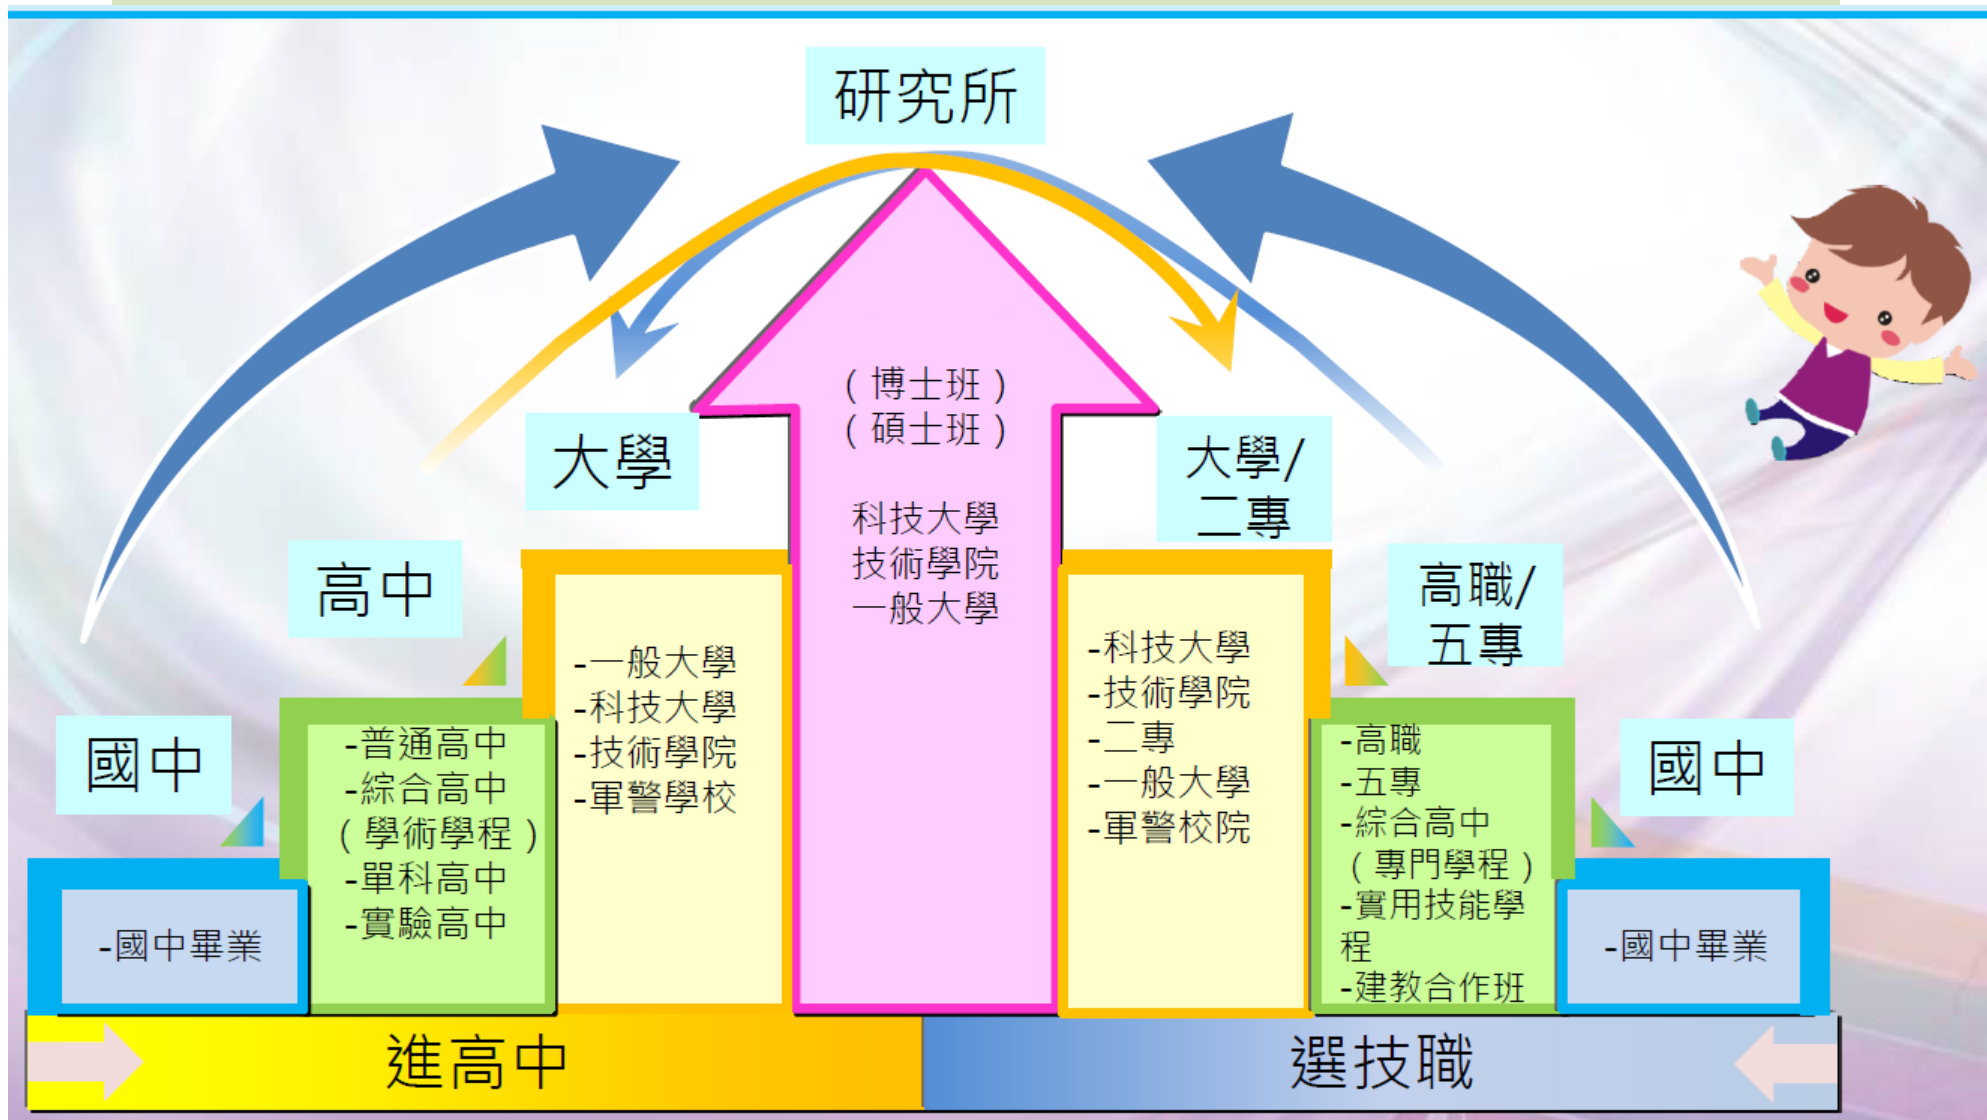 研究所
(博士班)
(碩士班)
科技大學
技術學院
一般大學
大學
大學/
二專
高中
高職/
五專
國中
國中
-國中畢業
-普通高中
-綜合高中
(學術學程)
-單科高中
-實驗高中
-一般大學
-科技大學
-技術學院
-軍警學校
-科技大學
-技術學院
-二專
-一般大學
-軍警校院
-高職
-五專
-綜合高中
(專門學程)
-實用技能學
程
-建教合作班
-國中畢業
進高中
選技職